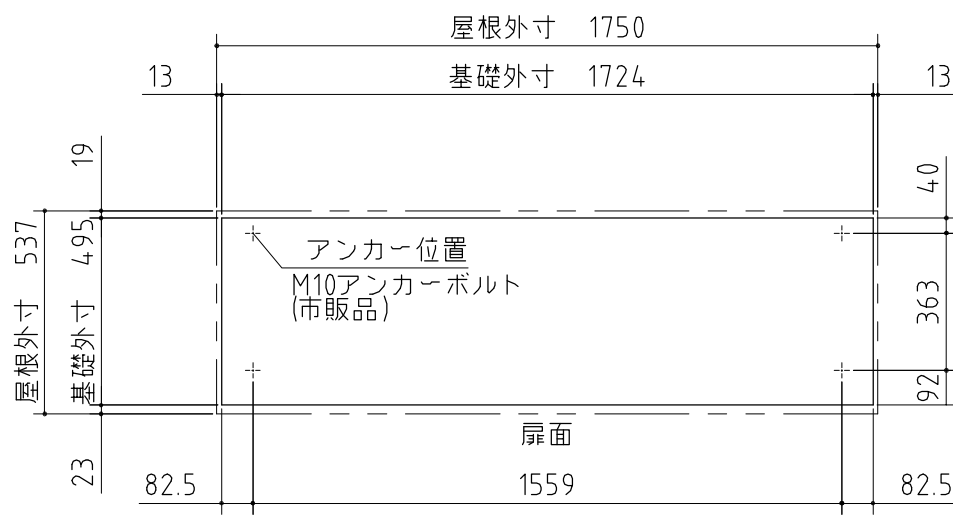 屋根外寸 1750
13
基礎外寸 1724
13
19
40
屋根外寸 537
基礎外寸 495
アンカー位置
M10アンカーボルト
(市販品)
363
92
扉面
23
82.5
1559
82.5